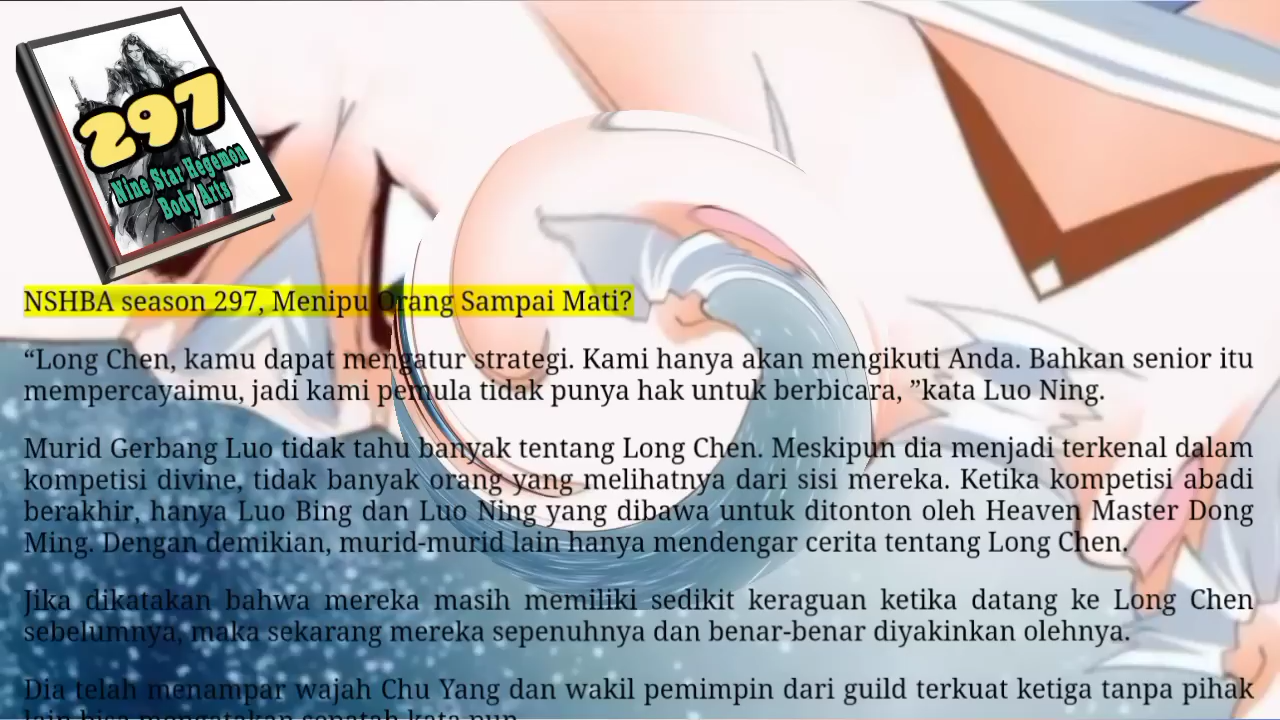 297
Nine Star Hegemon
Body Arts
NSHBA season 297, Menipu Orang Sampai Mati?
“Long Chen, kamu dapat mengatur strategi. Kami hanya akan mengikuti Anda. Bahkan senior itu
mempercayaimu, jadi kami pemula tidak punya hak untuk berbicara, ”kata Luo Ning.
Murid Gerbang Luo tidak tahu banyak tentang Long Chen. Meskipun dia menjadi terkenal dalam
kompetisi divine, tidak banyak orang yang melihatnya dari sisi mereka. Ketika kompetisi abadi
berakhir, hanya Luo Bing dan Luo Ning yang dibawa untuk ditonton oleh Heaven Master Dong
Ming. Dengan demikian, murid-murid lain hanya mendengar cerita tentang Long Chen.
Jika dikatakan bahwa mereka masih memiliki sedikit keraguan ketika datang ke Long Chen
sebelumnya, maka sekarang mereka sepenuhnya dan benar-benar diyakinkan olehnya.
Dia telah menampar wajah Chu Yang dan wakil pemimpin dari guild terkuat ketiga tanpa pihak
lain bisa mengatakan sepatah kata pun.